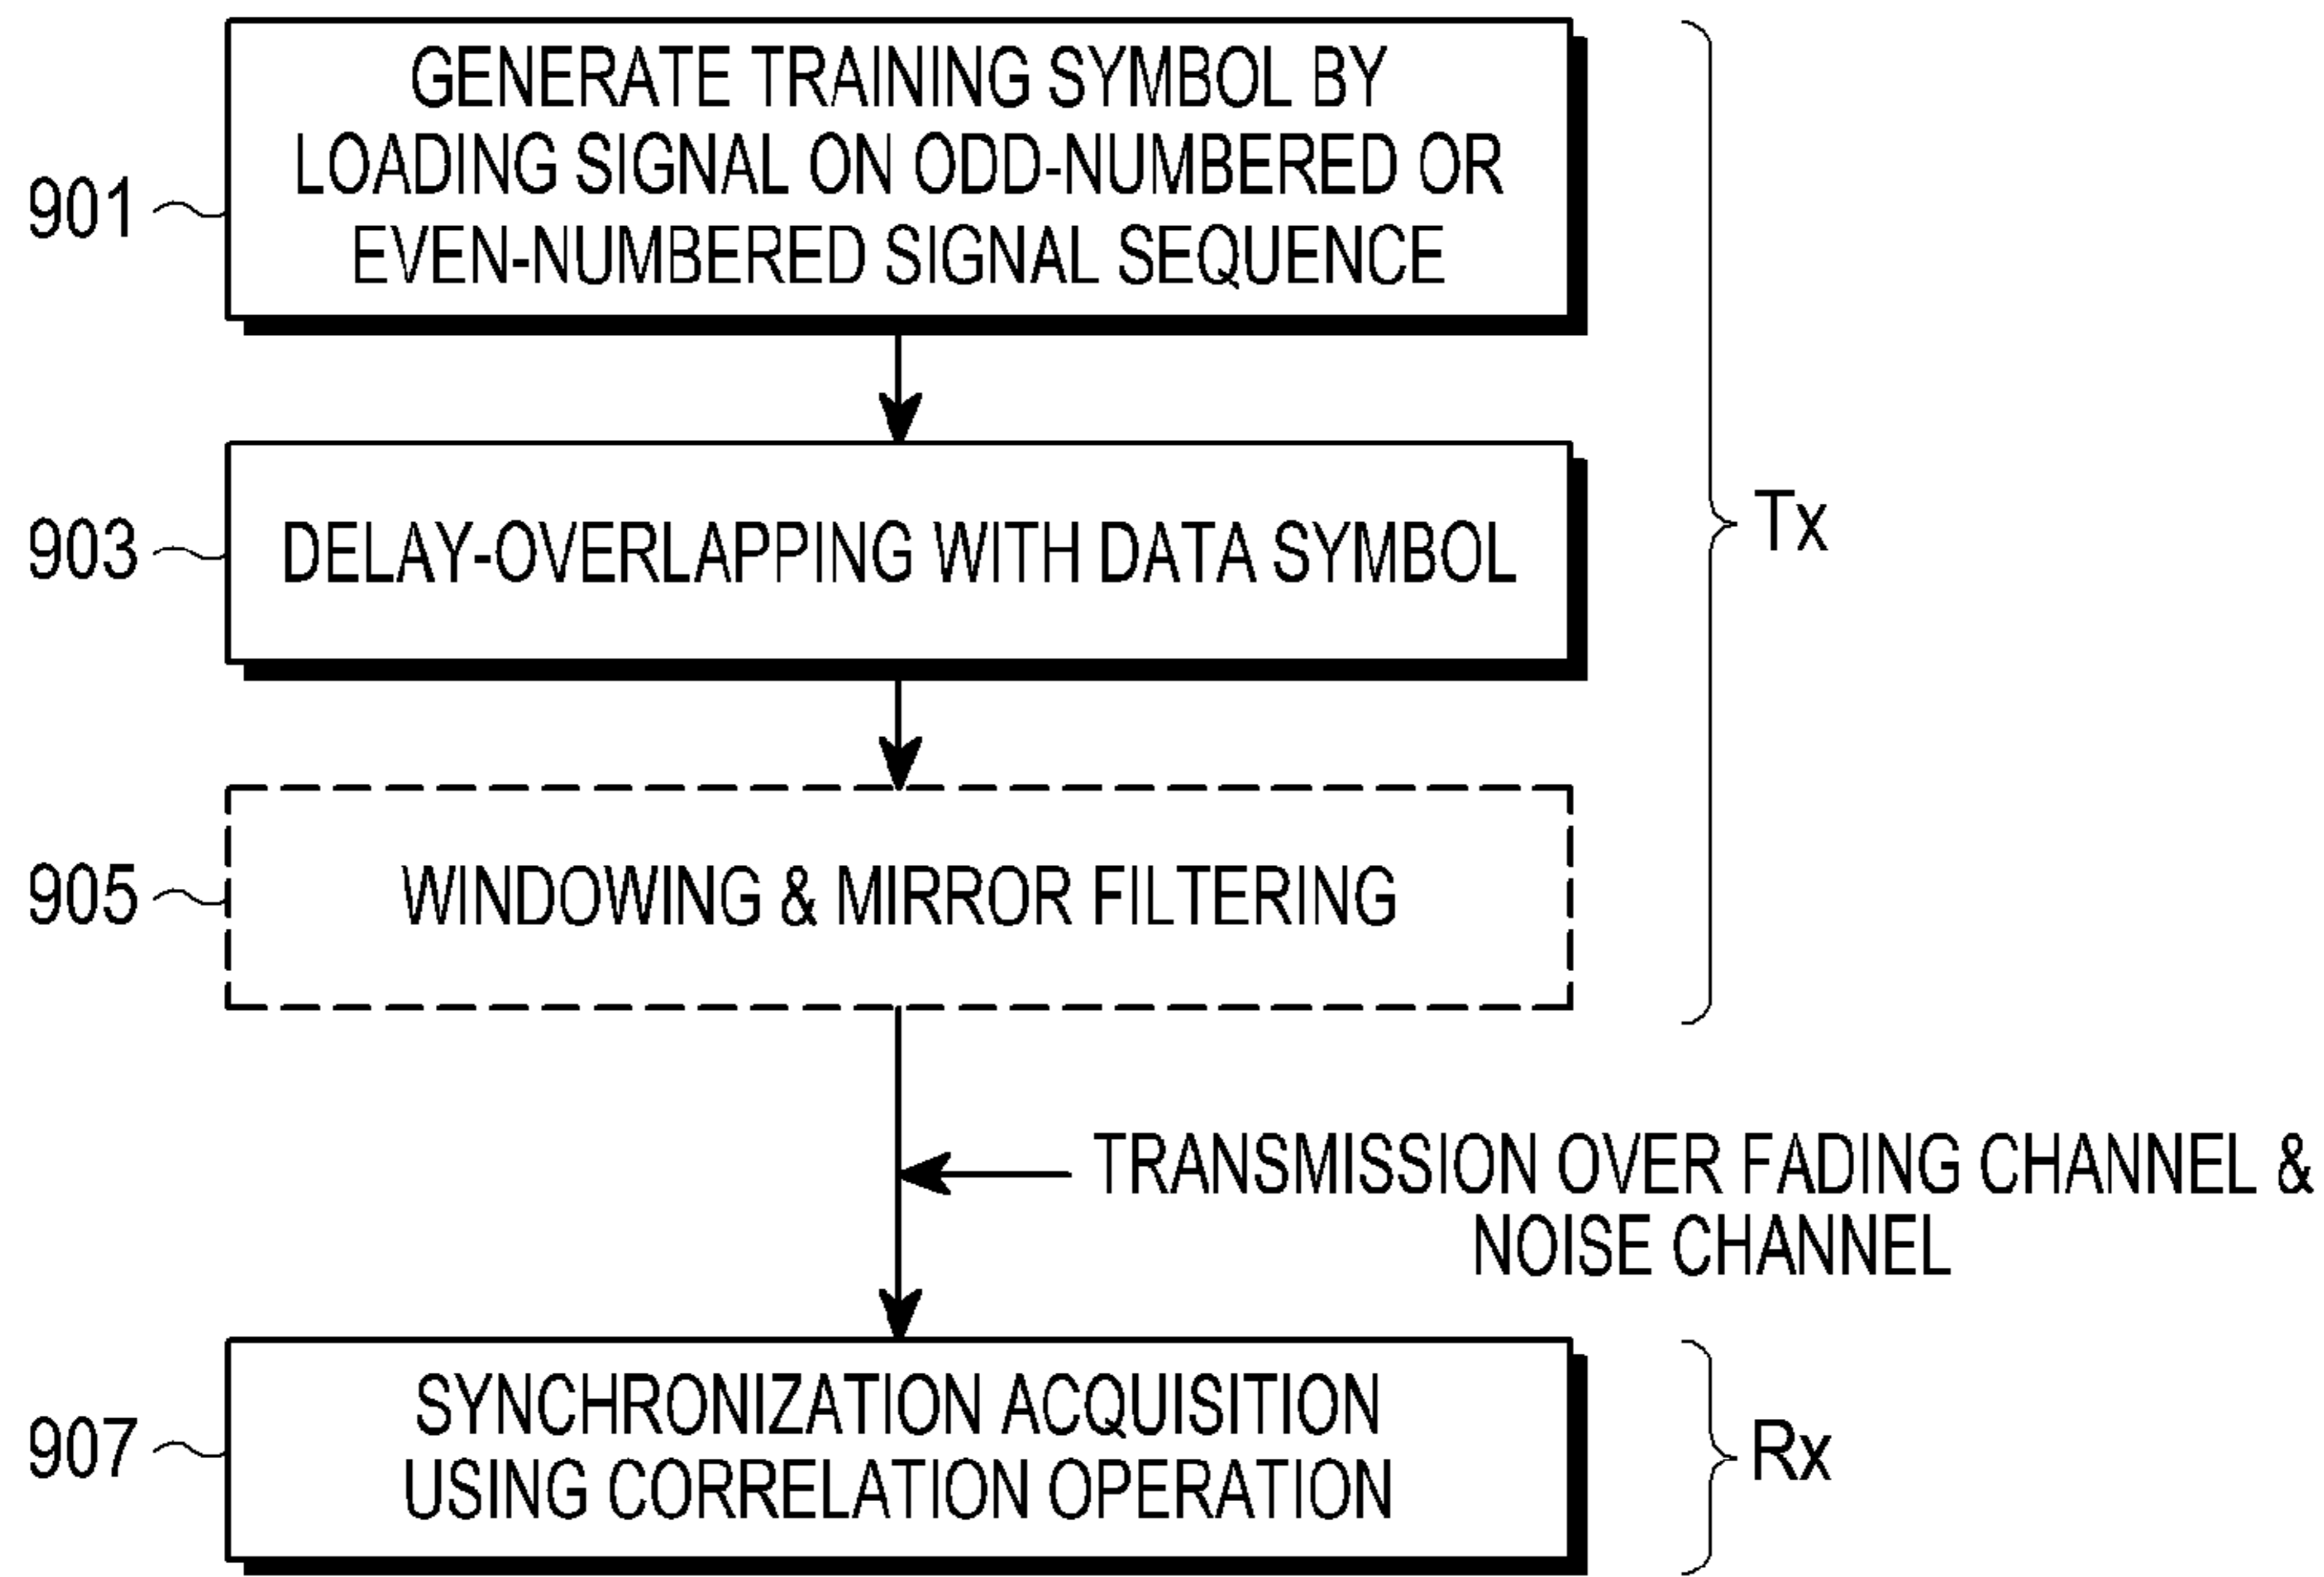 GENERATE TRAINING SYMBOL BY
LOADING SIGNAL ON ODD-NUMBERED OR
EVEN-NUMBERED SIGNAL SEQUENCE
901
DELAY-OVERLAPPING WITH DATA SYMBOL
903
Tx
WINDOWING & MIRROR FILTERING
905
TRANSMISSION OVER FADING CHANNEL &
NOISE CHANNEL
SYNCHRONIZATION ACQUISITION
USING CORRELATION OPERATION
907
Rx